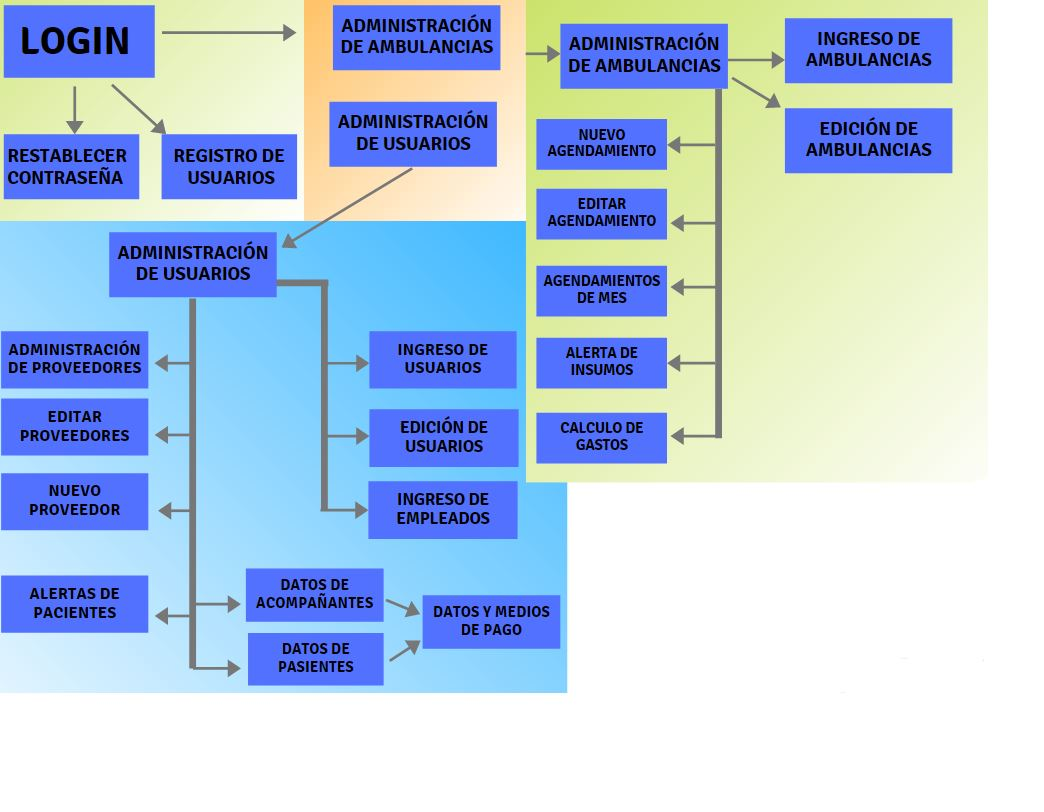 LOGIN
RESTABLECER
CONTRASEÑA
REGISTRO DE
USUARIOS
ADMINISTRACIÓN
DE AMBULANCIAS
ADMINISTRACIÓN
DE USUARIOS
ADMINISTRACIÓN
DE AMBULANCIAS
INGRESO DE
AMBULANCIAS
EDICIÓN DE
AMBULANCIAS
NUEVO
AGENDAMIENTO
EDITAR
AGENDAMIENTO
AGENDAMIENTOS
DE MES
ALERTA DE
INSUMOS
CALCULO DE
GASTOS
ADMINISTRACIÓN
DE USUARIOS
ADMINISTRACIÓN
DE PROVEEDORES
EDITAR
PROVEEDORES
NUEVO
PROVEEDOR
ALERTAS DE
PACIENTES
INGRESO DE
USUARIOS
EDICIÓN DE
USUARIOS
INGRESO DE
EMPLEADOS
DATOS DE
ACOMPAÑANTES
DATOS DE
PASIENTES
DATOS Y MEDIOS
DE PAGO